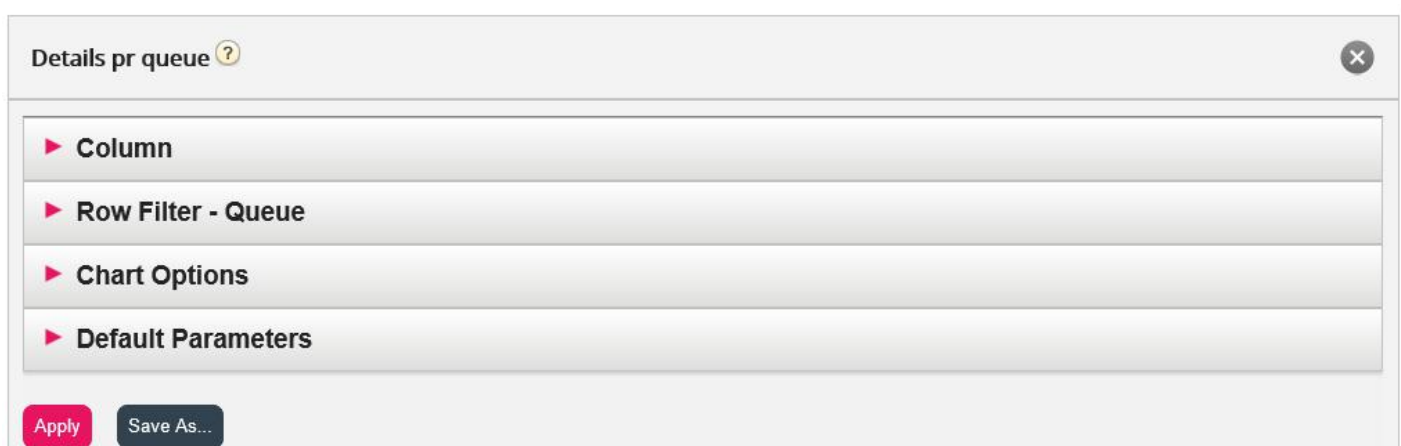 Details pr queue ?
Column
Row Filter - Queue
Chart Options
Default Parameters
Apply Save As...